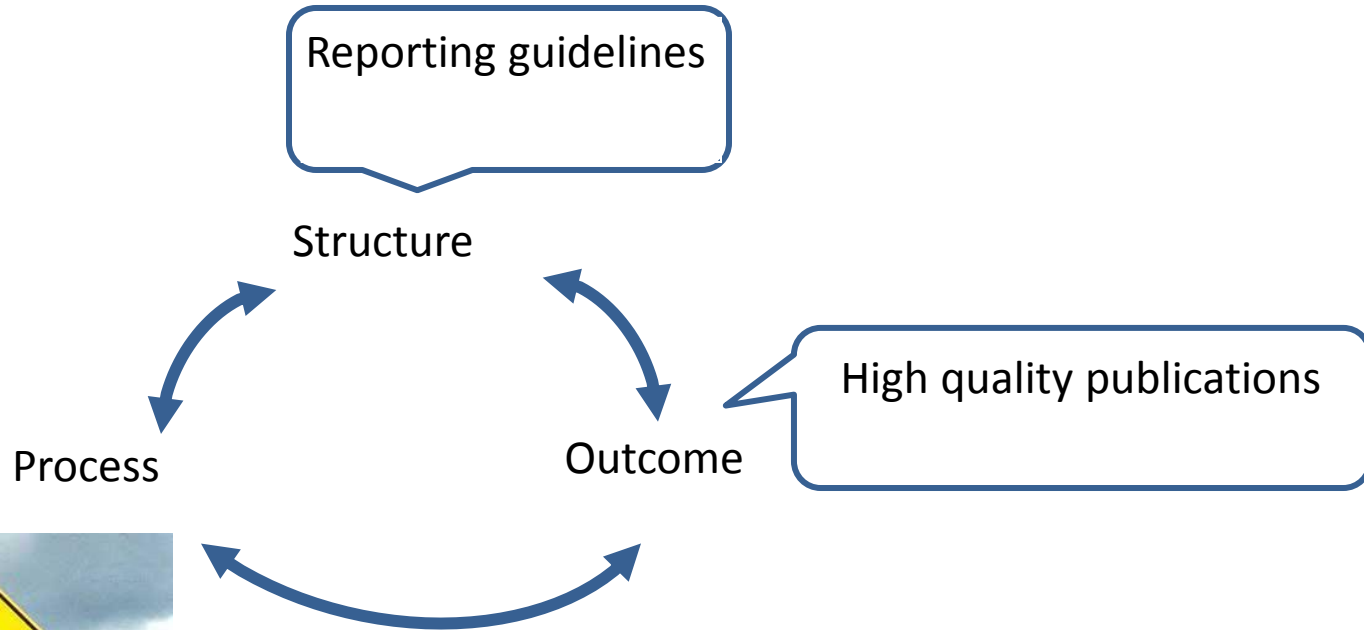 Reporting guidelines
Structure
High quality publications
Process
Outcome